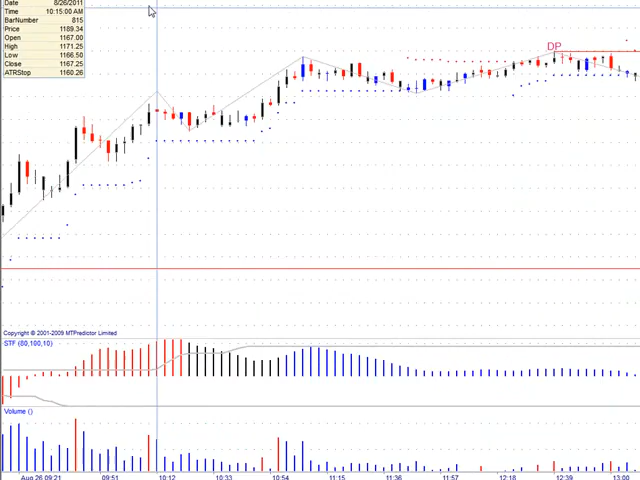 Date 8/26/2011
Time 10:15:00 AM
BarNumber 815
Price 1189.34
Open 1167.00
High 1171.25
Low 1166.50
Close 1167.25
ATRStop 1160.26
DP
Copyright © 2001-2009 MTPredictor Limited
STF (80,100,10)
Volume ()
Aug 26 09:21 09:51 10:12 10:33 10:54 11:15 11:36 11:57 12:18 12:39 13:00